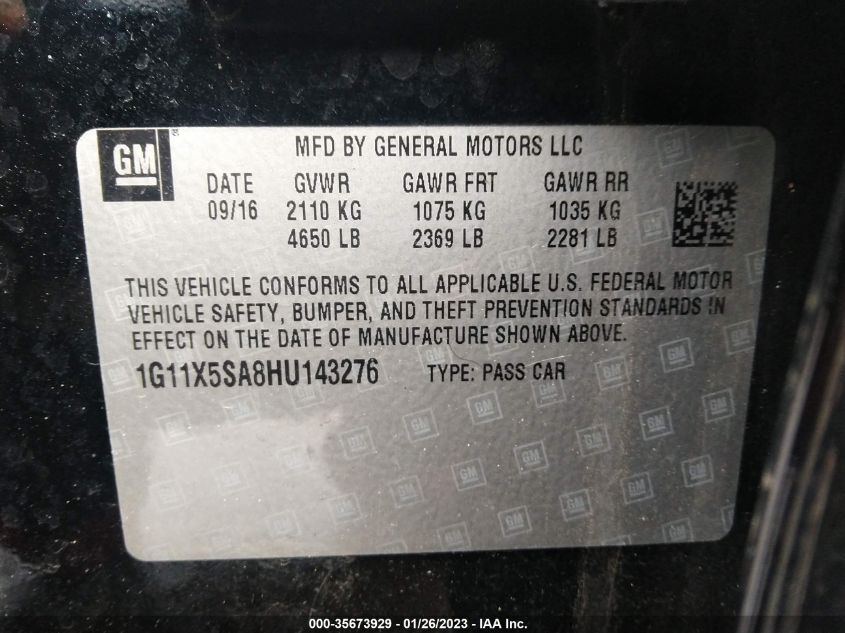 GM
MFD BY GENERAL MOTORS LLC
DATE GVWR GAWR FRT GAWR RR
09/16 2110 KG 1075 KG 1035 KG
4650 LB 2369 LB 2281 LB
THIS VEHICLE CONFORMS TO ALL APPLICABLE U.S. FEDERAL MOTOR
VEHICLE SAFETY, BUMPER, AND THEFT PREVENTION STANDARDS IN
EFFECT ON THE DATE OF MANUFACTURE SHOWN ABOVE.
1G11X5SA8HU143276 TYPE: PASS CAR
000-35673929 - 01/26/2023 - IAA Inc.